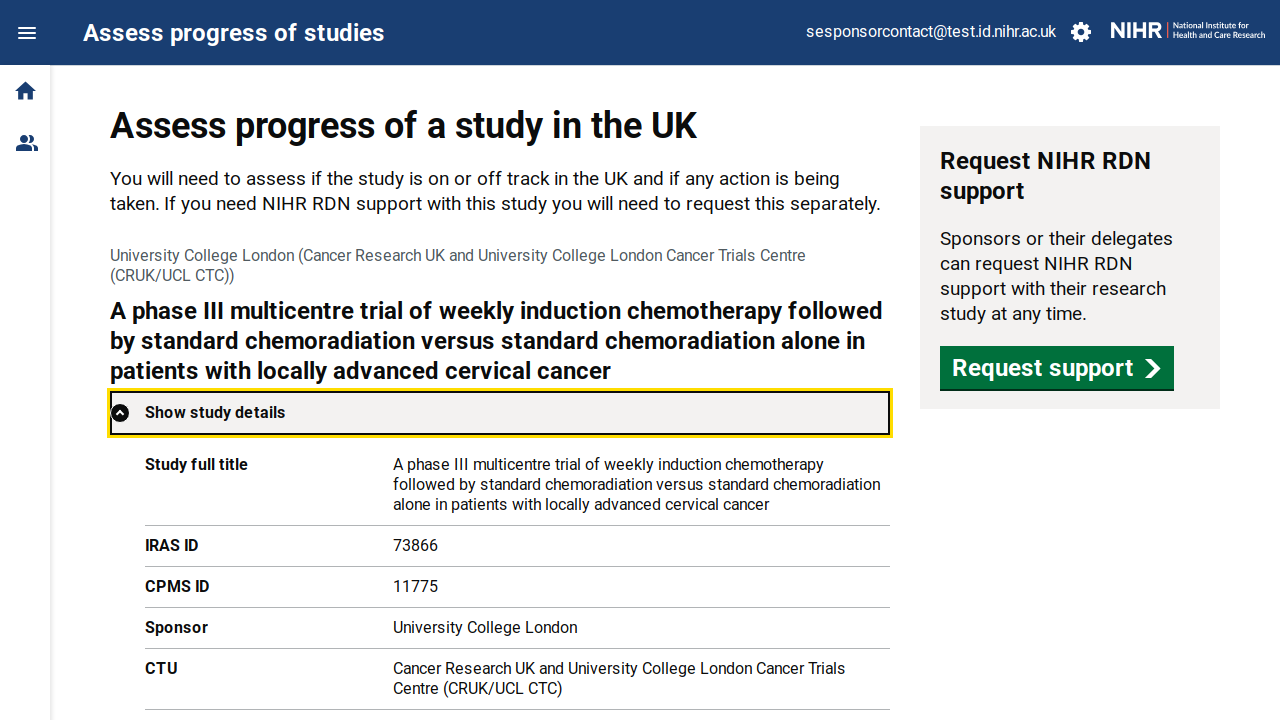 Assess progress of studies
sesponsorcontact@test.id.nihr.ac.uk
NIHR | National Institute for
Health and Care Research
Assess progress of a study in the UK
You will need to assess if the study is on or off track in the UK and if any action is being
taken. If you need NIHR RDN support with this study you will need to request this separately.
University College London (Cancer Research UK and University College London Cancer Trials Centre
(CRUK/UCL CTC))
A phase III multicentre trial of weekly induction chemotherapy followed
by standard chemoradiation versus standard chemoradiation alone in
patients with locally advanced cervical cancer
Show study details
Study full title
A phase III multicentre trial of weekly induction chemotherapy
followed by standard chemoradiation versus standard chemoradiation
alone in patients with locally advanced cervical cancer
IRAS ID
73866
CPMS ID
11775
Sponsor
University College London
CTU
Cancer Research UK and University College London Cancer Trials
Centre (CRUK/UCL CTC)
Request NIHR RDN
support
Sponsors or their delegates
can request NIHR RDN
support with their research
study at any time.
Request support